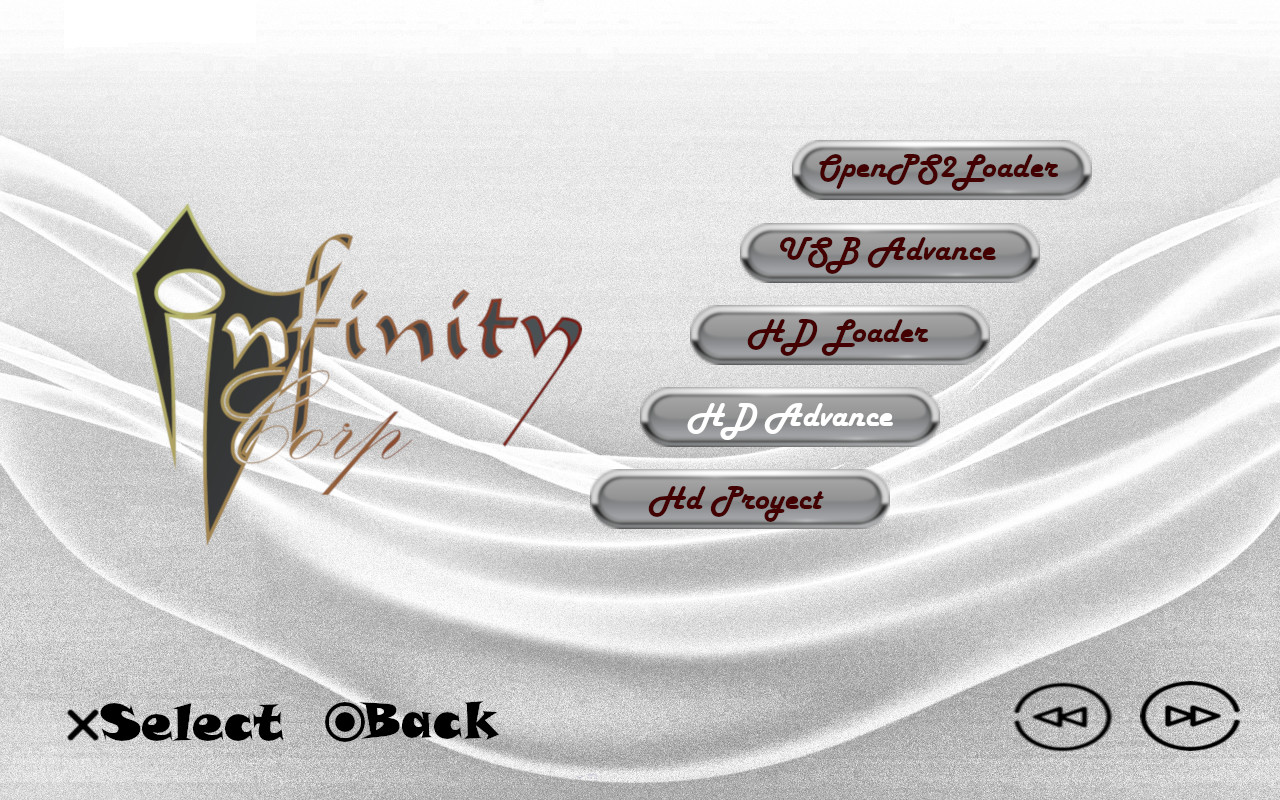 OpenPS2Loader
USB Advance
HD Loader
HD Advance
Hd Proyect
infinity
Corp
Select
Back